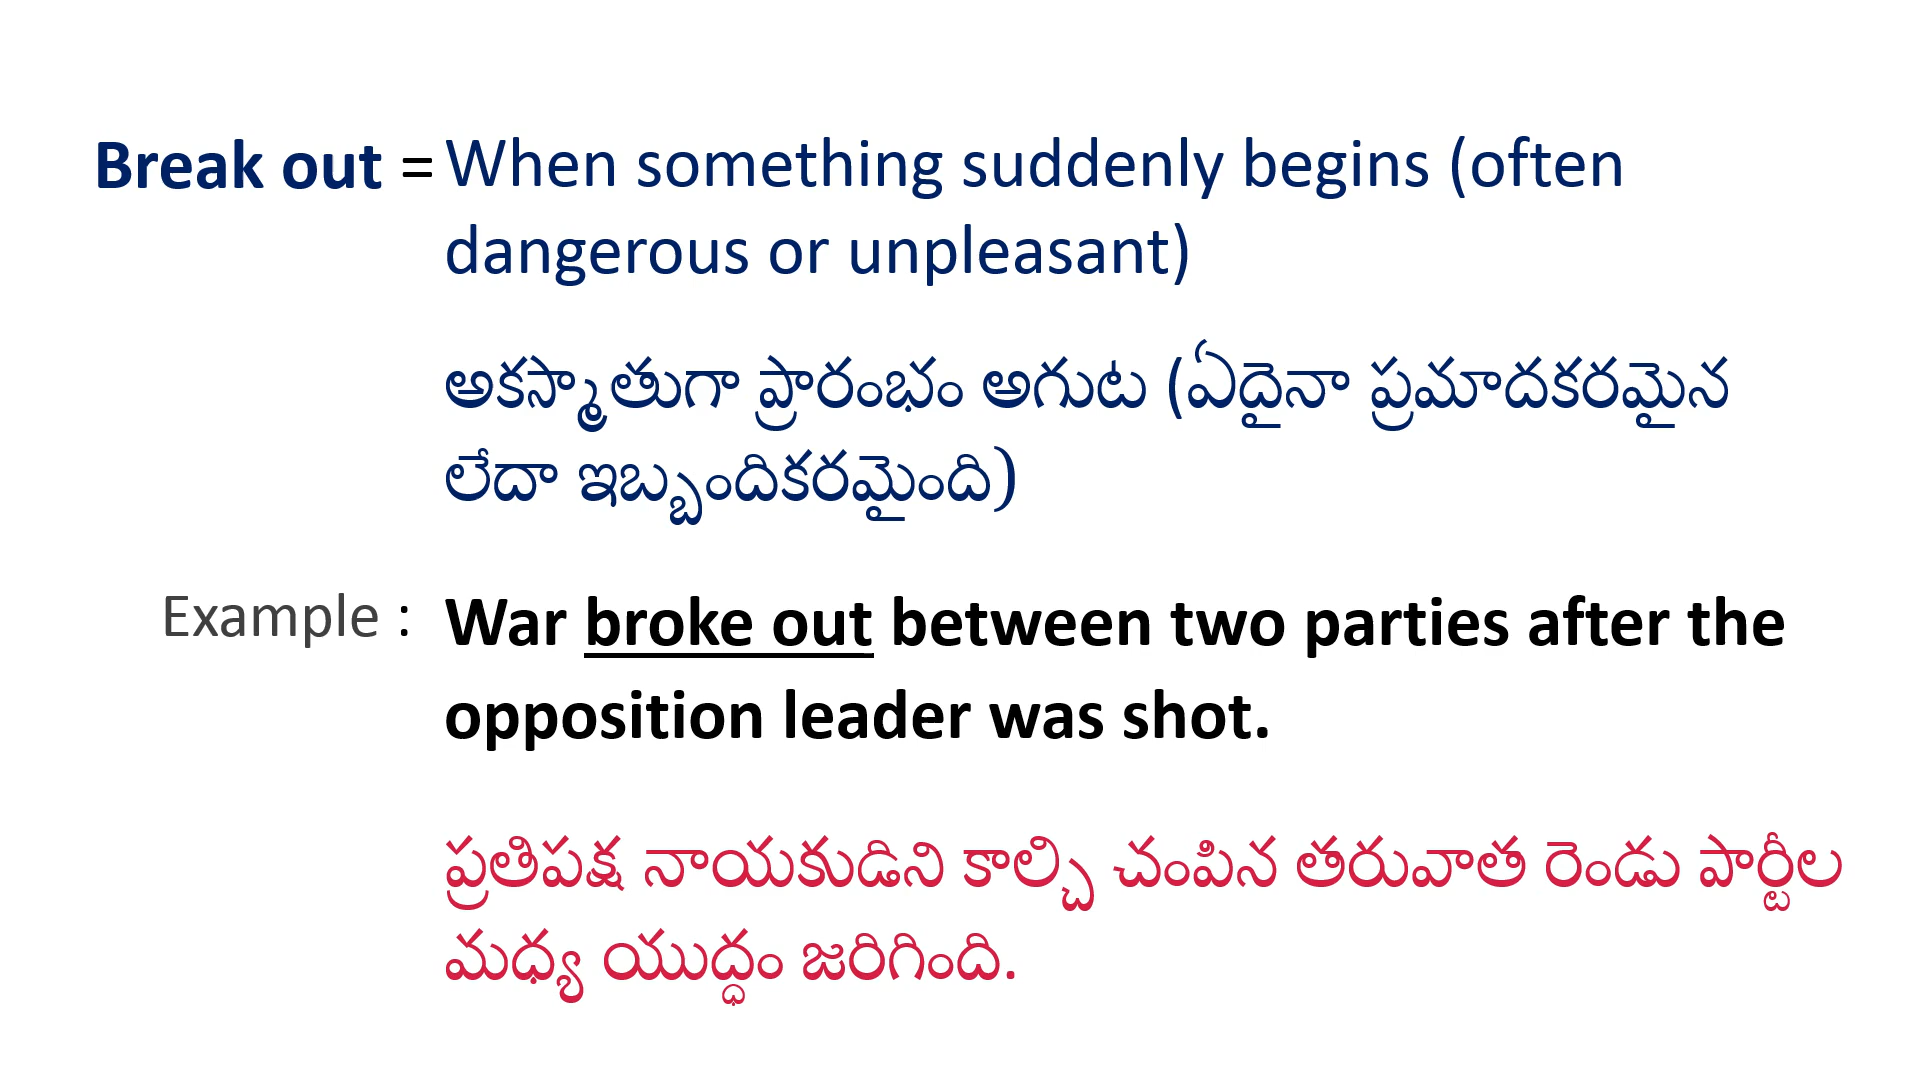 Break out = When something suddenly begins (often
dangerous or unpleasant)
అకస్మాతుగా ప్రారంభం అగుట (ఏదైనా ప్రమాదకరమైన
లేదా ఇబ్బందికరమైంది)
Example : War broke out between two parties after the
opposition leader was shot.
ప్రతిపక్ష నాయకుడిని కాల్చి చంపిన తరువాత రెండు పార్టీల
మధ్య యుద్ధం జరిగింది.